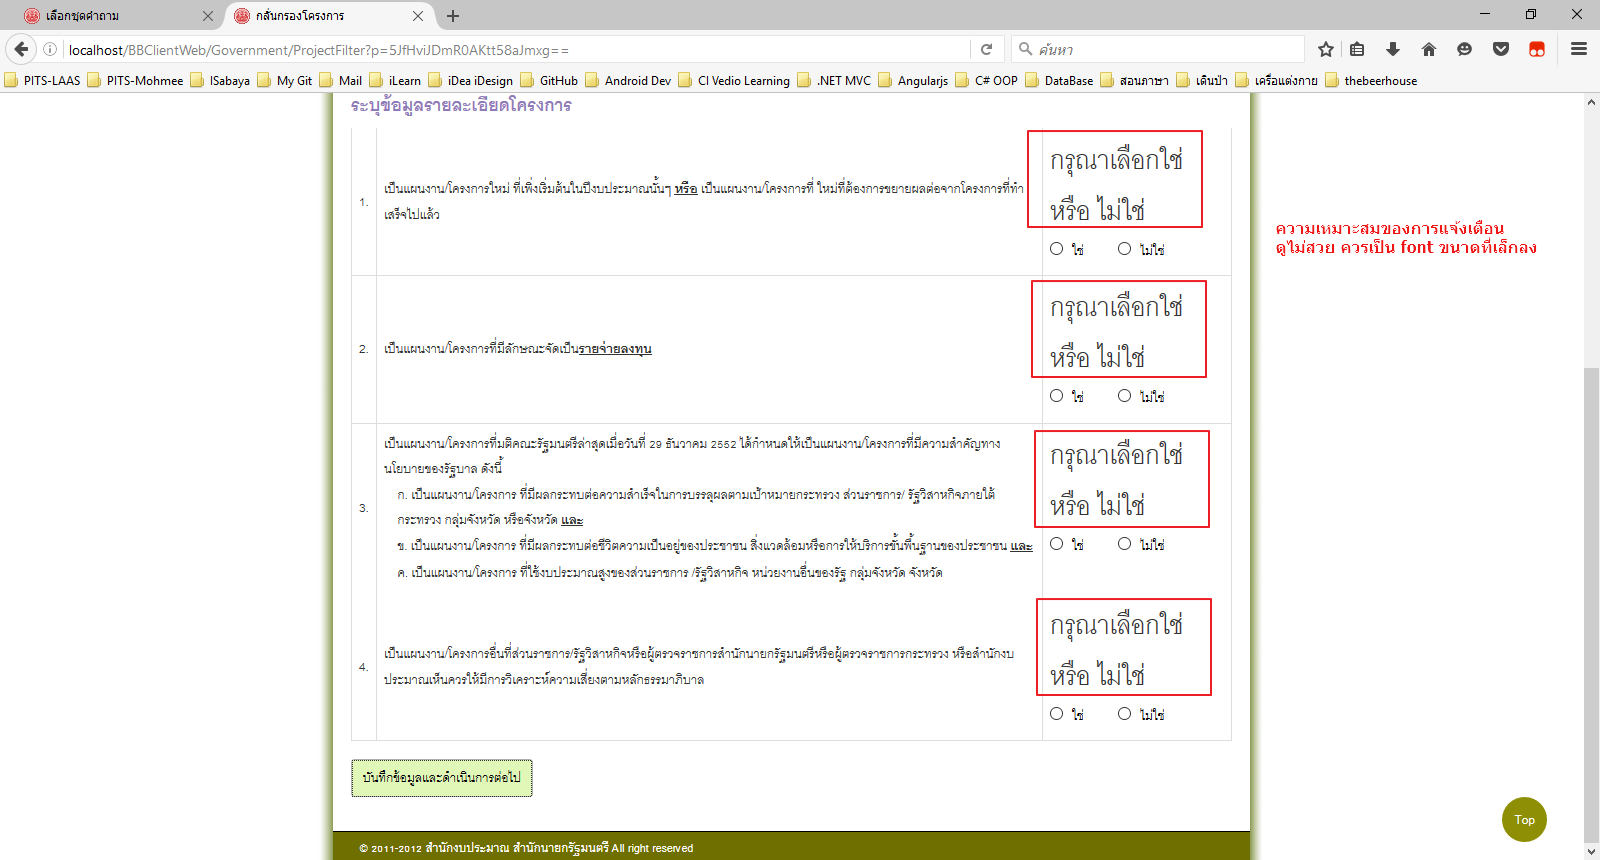 เลือกชุดคำถาม
กลั่นกรองโครงการ
localhost/BBClientWeb/Government/ProjectFilter?p=5JfHviJDmR0AKtt58aJmxg==
ค้นหา
PITS-LAAS PITS-Mohmee ISabaya My Git Mail iLearn iDea iDesign GitHub Android Dev CI Vedio Learning .NET MVC Angularjs C# OOP DataBase สอนภาษา เดินป่า เครื่อแต่งกาย thebeerhouse
ระบุข้อมูลรายละเอียดโครงการ
1.
เป็นแผนงาน/โครงการใหม่ ที่เพิ่งเริ่มต้นในปีงบประมาณนั้นๆ หรือ เป็นแผนงาน/โครงการที่ ใหม่ที่ต้องการขยายผลต่อจากโครงการที่ทำ
เสร็จไปแล้ว
กรุณาเลือกใช่
หรือ ไม่ใช่
ใช่ ไม่ใช่
ความเหมาะสมของการแจ้งเตือน
ดูไม่สวย ควรเป็น font ขนาดที่เล็กลง
2.
เป็นแผนงาน/โครงการที่มีลักษณะจัดเป็นรายจ่ายลงทุน
กรุณาเลือกใช่
หรือ ไม่ใช่
ใช่ ไม่ใช่
3.
เป็นแผนงาน/โครงการที่มติคณะรัฐมนตรีล่าสุดเมื่อวันที่ 29 ธันวาคม 2552 ได้กำหนดให้เป็นแผนงาน/โครงการที่มีความสำคัญทาง
นโยบายของรัฐบาล ดังนี้
ก. เป็นแผนงาน/โครงการ ที่มีผลกระทบต่อความสำเร็จในการบรรลุผลตามเป้าหมายกระทรวง ส่วนราชการ/ รัฐวิสาหกิจภายใต้
กระทรวง กลุ่มจังหวัด หรือจังหวัด และ
ข. เป็นแผนงาน/โครงการ ที่มีผลกระทบต่อชีวิตความเป็นอยู่ของประชาชน สิ่งแวดล้อมหรือการให้บริการขั้นพื้นฐานของประชาชน และ
ค. เป็นแผนงาน/โครงการ ที่ใช้งบประมาณสูงของส่วนราชการ /รัฐวิสาหกิจ หน่วยงานอื่นของรัฐ กลุ่มจังหวัด จังหวัด
กรุณาเลือกใช่
หรือ ไม่ใช่
ใช่ ไม่ใช่
4.
เป็นแผนงาน/โครงการอื่นที่ส่วนราชการ/รัฐวิสาหกิจหรือผู้ตรวจราชการสำนักนายกรัฐมนตรีหรือผู้ตรวจราชการกระทรวง หรือสำนักงบ
ประมาณเห็นควรให้มีการวิเคราะห์ความเสี่ยงตามหลักธรรมาภิบาล
กรุณาเลือกใช่
หรือ ไม่ใช่
ใช่ ไม่ใช่
บันทึกข้อมูลและดำเนินการต่อไป
Top
© 2011-2012 สำนักงบประมาณ สำนักนายกรัฐมนตรี All right reserved